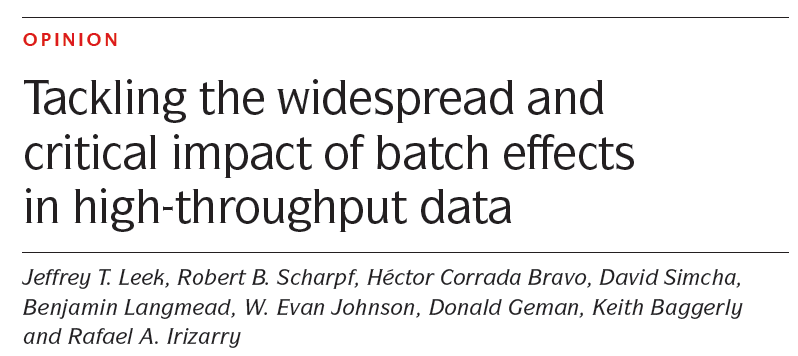 OPINION
Tackling the widespread and
critical impact of batch effects
in high-throughput data
Jeffrey T. Leek, Robert B. Scharpf, Héctor Corrada Bravo, David Simcha,
Benjamin Langmead, W. Evan Johnson, Donald Geman, Keith Baggerly
and Rafael A. Irizarry